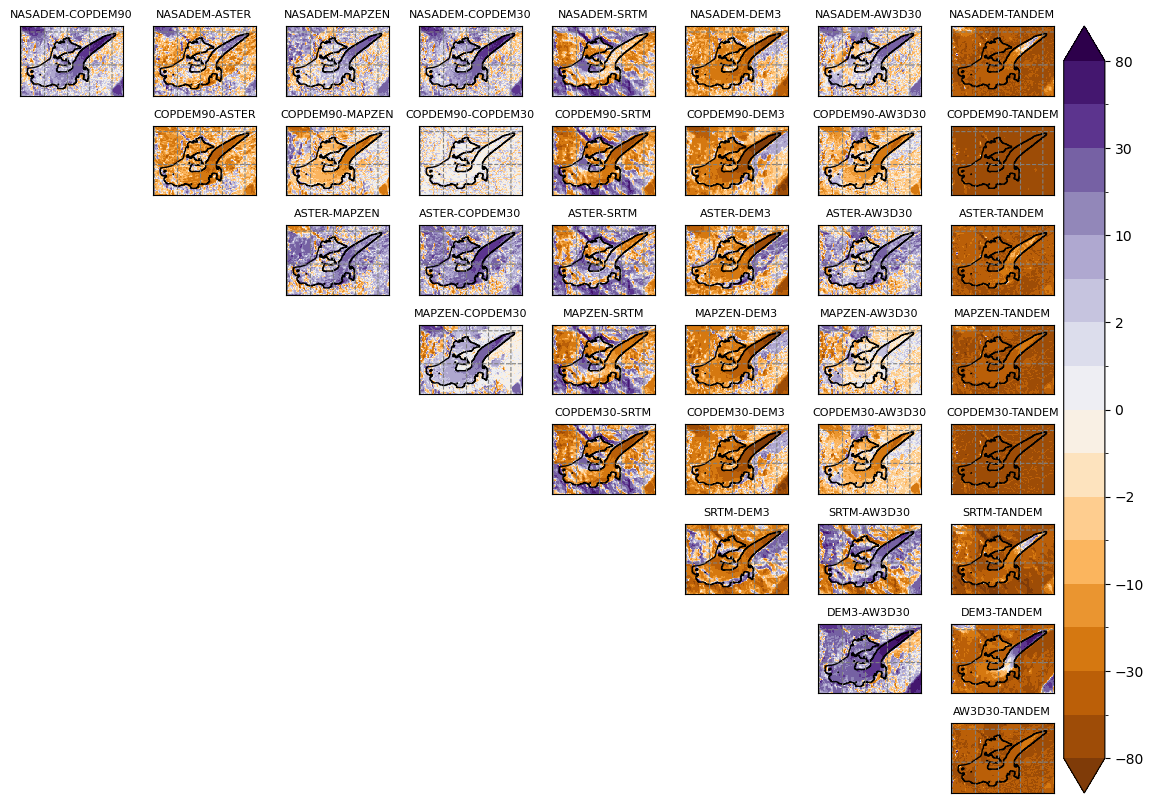 NASADEM-COPDEM90 NASADEM-ASTER NASADEM-MAPZEN NASADEM-COPDEM30 NASADEM-SRTM NASADEM-DEM3 NASADEM-AW3D30 NASADEM-TANDEM
COPDEM90-ASTER COPDEM90-MAPZEN COPDEM90-COPDEM30 COPDEM90-SRTM COPDEM90-DEM3 COPDEM90-AW3D30 COPDEM90-TANDEM
ASTER-MAPZEN ASTER-COPDEM30 ASTER-SRTM ASTER-DEM3 ASTER-AW3D30 ASTER-TANDEM
MAPZEN-COPDEM30 MAPZEN-SRTM MAPZEN-DEM3 MAPZEN-AW3D30 MAPZEN-TANDEM
COPDEM30-SRTM COPDEM30-DEM3 COPDEM30-AW3D30 COPDEM30-TANDEM
SRTM-DEM3 SRTM-AW3D30 SRTM-TANDEM
DEM3-AW3D30 DEM3-TANDEM
AW3D30-TANDEM
80
30
10
2
0
−2
−10
−30
−80